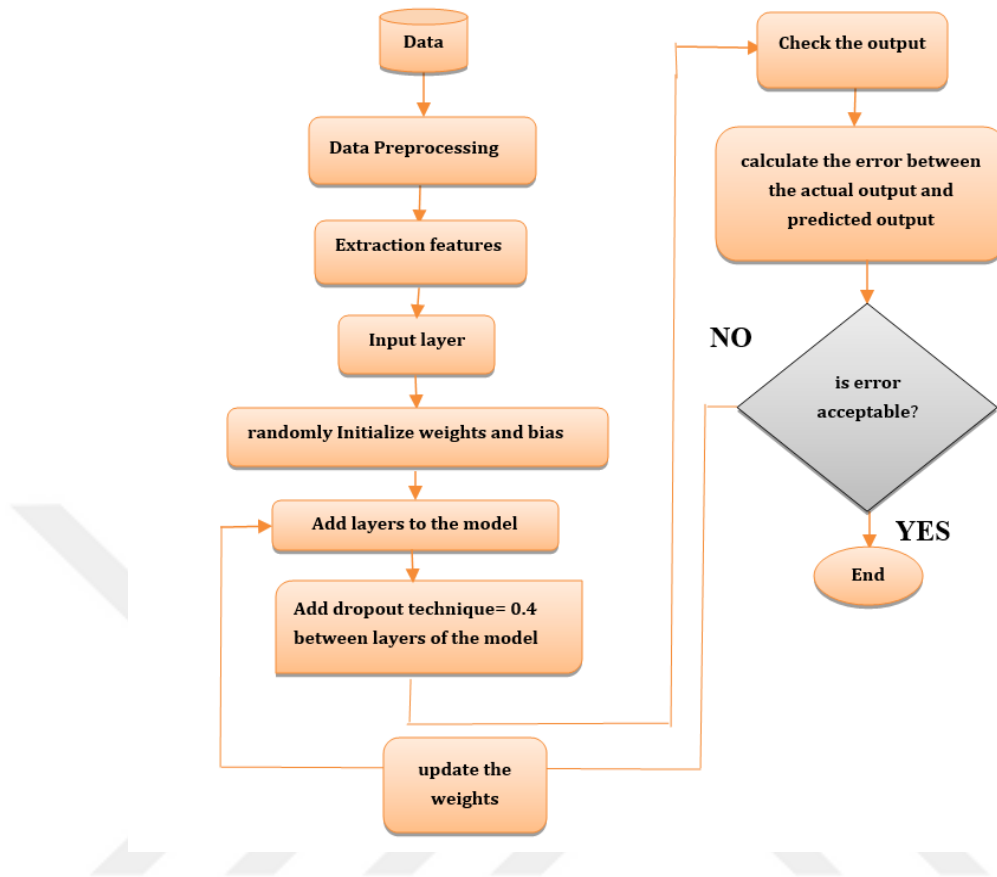 Data
Data Preprocessing
Extraction features
Input layer
randomly Initialize weights and bias
Add layers to the model
Add dropout technique= 0.4
between layers of the model
update the
weights
Check the output
calculate the error between
the actual output and
predicted output
is error
acceptable?
NO
YES
End